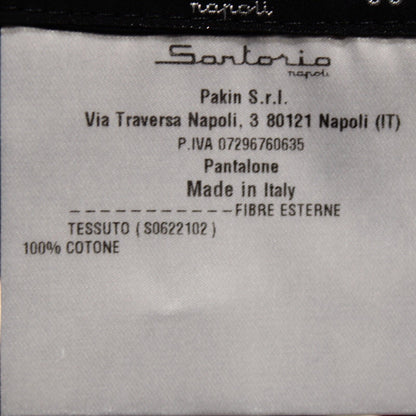 napoli
Sartorio
napoli
Pakin S.r.l.
Via Traversa Napoli, 3 80121 Napoli (IT)
P.IVA 07296760635
Pantalone
Made in Italy
------------FIBRE ESTERNE
TESSUTO ( S0622102 )
100% COTONE